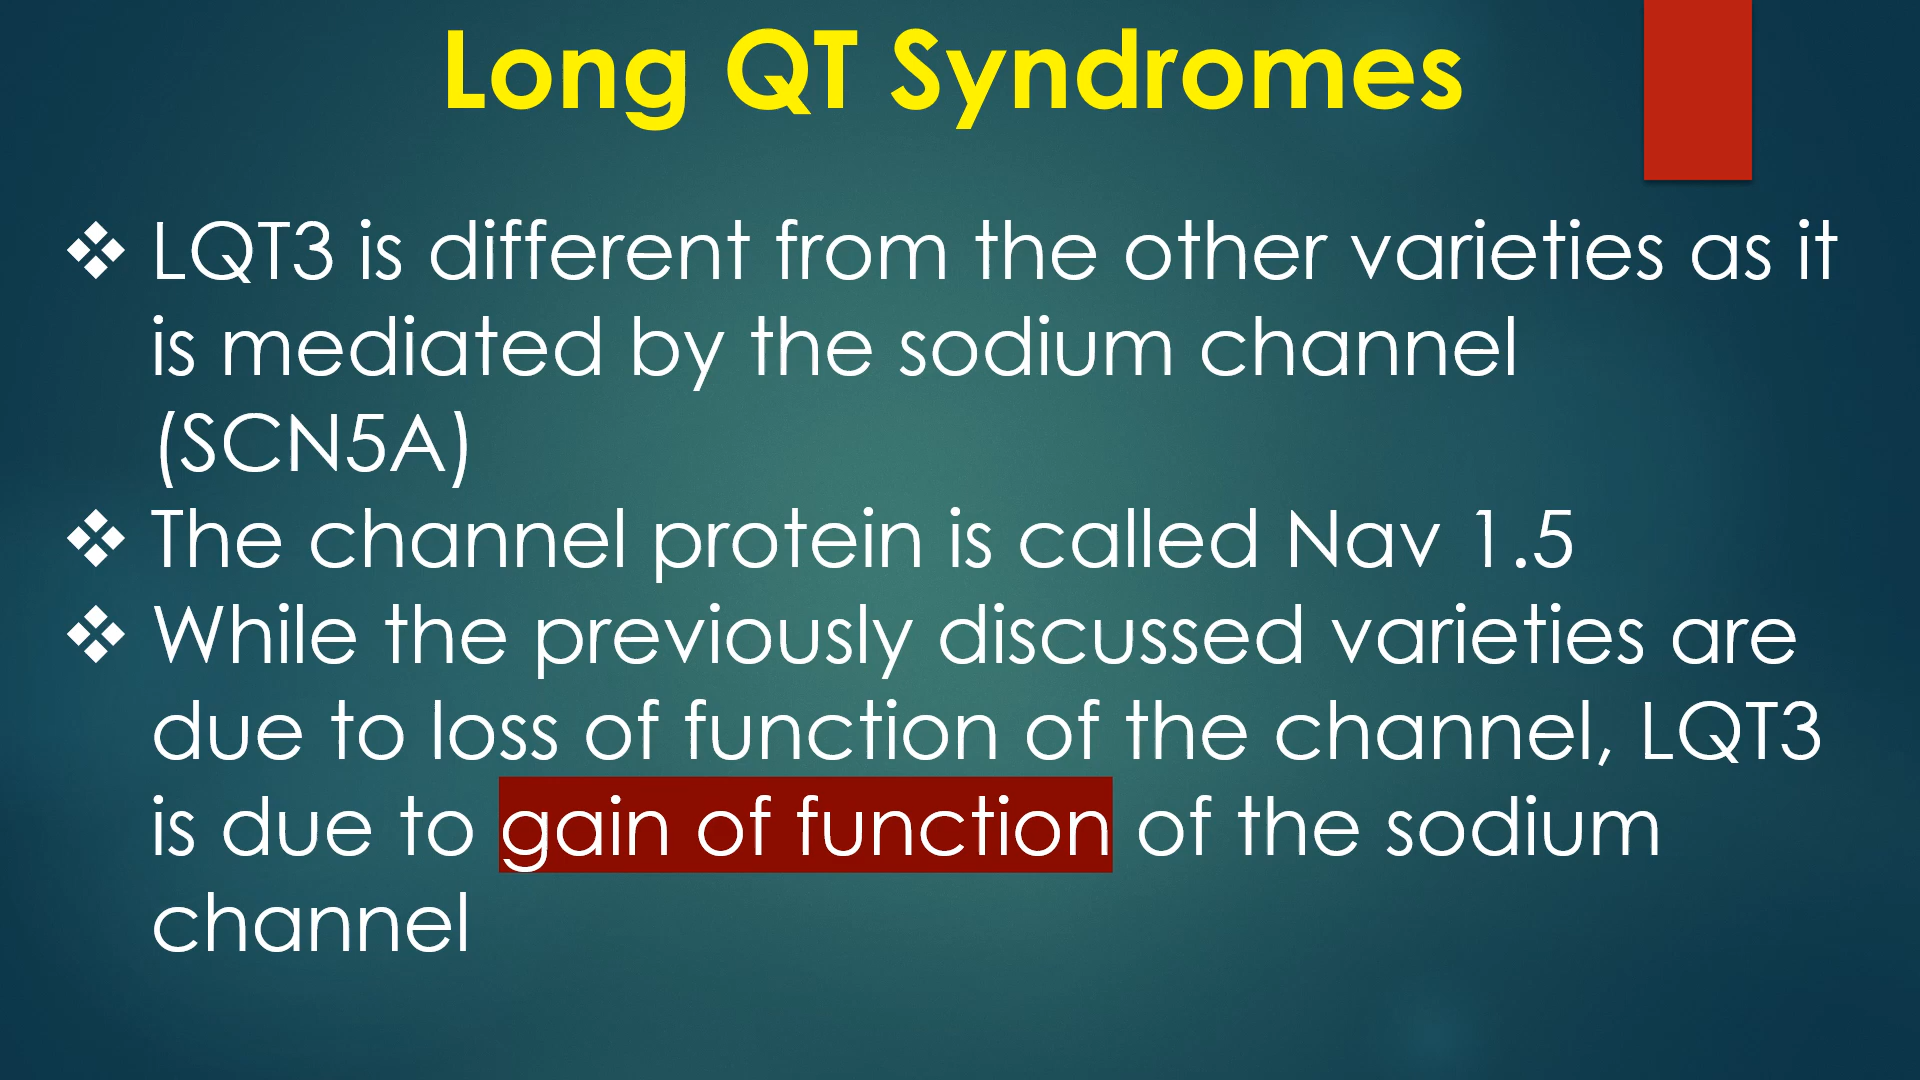 Long QT Syndromes
❖ LQT3 is different from the other varieties as it
is mediated by the sodium channel
(SCN5A)
❖ The channel protein is called Nav 1.5
❖ While the previously discussed varieties are
due to loss of function of the channel, LQT3
is due to gain of function of the sodium
channel